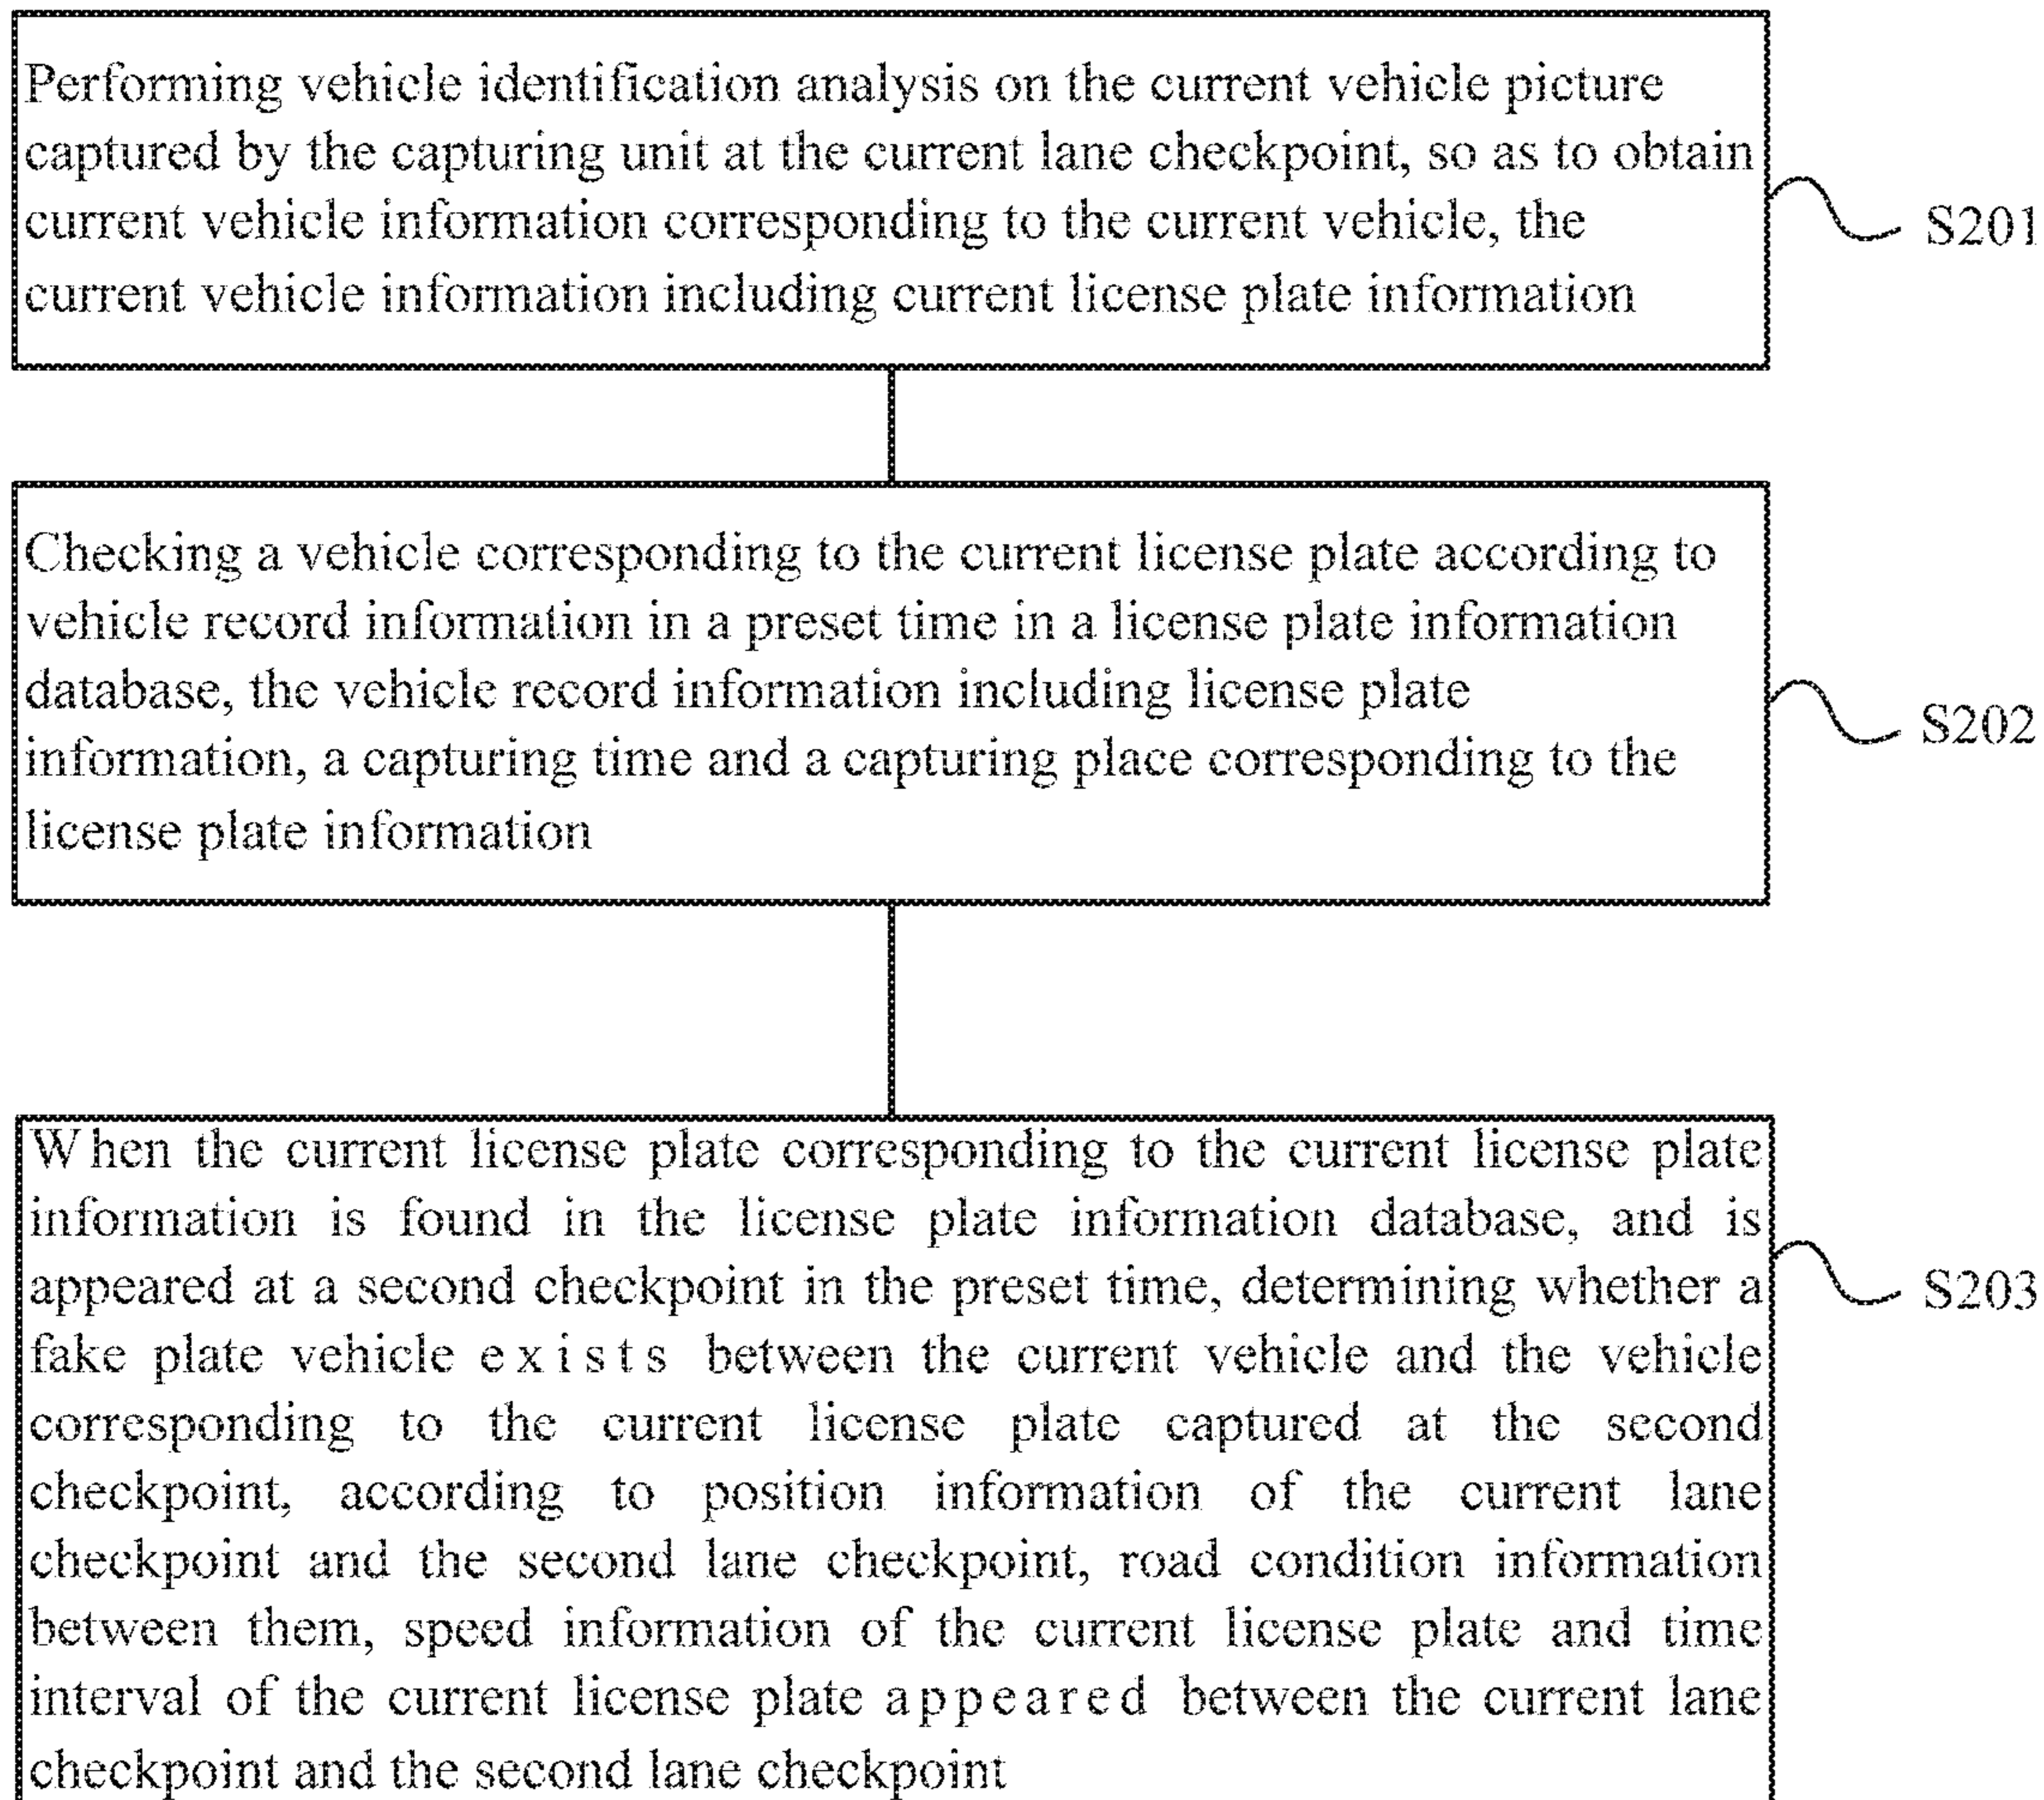 Performing vehicle identification analysis on the current vehicle picture
captured by the capturing unit at the current lane checkpoint, so as to obtain
current vehicle information corresponding to the current vehicle, the
current vehicle information including current license plate information
S201
Checking a vehicle corresponding to the current license plate according to
vehicle record information in a preset time in a license plate information
database, the vehicle record information including license plate
information, a capturing time and a capturing place corresponding to the
license plate information
S202
When the current license plate corresponding to the current license plate
information is found in the license plate information database, and is
appeared at a second checkpoint in the preset time, determining whether a
fake plate vehicle exists between the current vehicle and the vehicle
corresponding to the current license plate captured at the second
checkpoint, according to position information of the current lane
checkpoint and the second lane checkpoint, road condition information
between them, speed information of the current license plate and time
interval of the current license plate appeared between the current lane
checkpoint and the second lane checkpoint
S203